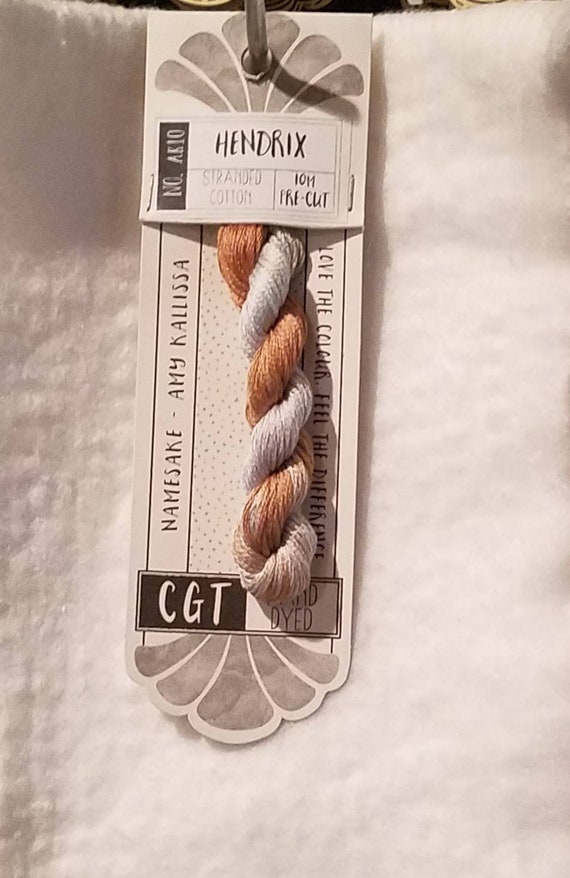 NO. AK10
HENDRIX
STRANDED
COTTON
10M
PRE-CUT
NAMESAKE - AMY KALLISSA
LOVE THE COLOUR. FEEL THE DIFFERENCE
CGT
DYED